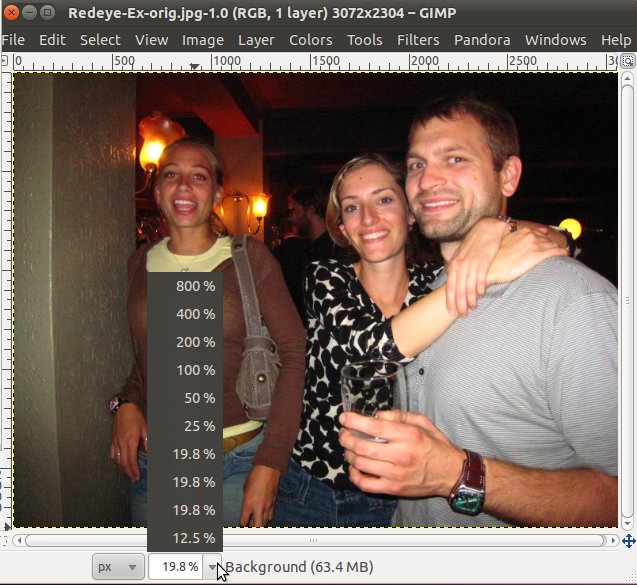 Redeye-Ex-orig.jpg-1.0 (RGB, 1 layer) 3072x2304 – GIMP
File Edit Select View Image Layer Colors Tools Filters Pandora Windows Help
0 500 1000 1500 2000 2500
800 %
400 %
200 %
100 %
50 %
25 %
19.8 %
19.8 %
19.8 %
12.5 %
px 19.8 % Background (63.4 MB)